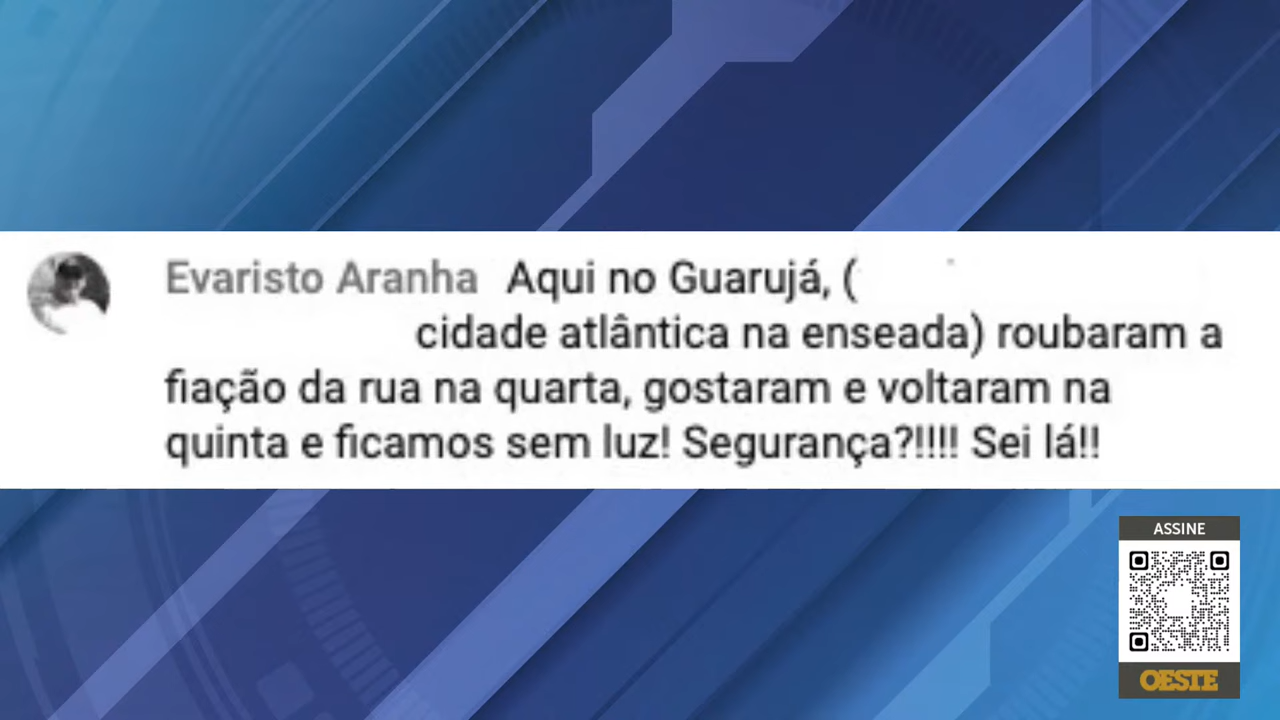 Evaristo Aranha Aqui no Guarujá, (
cidade atlântica na enseada) roubaram a
fiação da rua na quarta, gostaram e voltaram na
quinta e ficamos sem luz! Segurança?!!!! Sei lá!!
ASSINE
OESTE